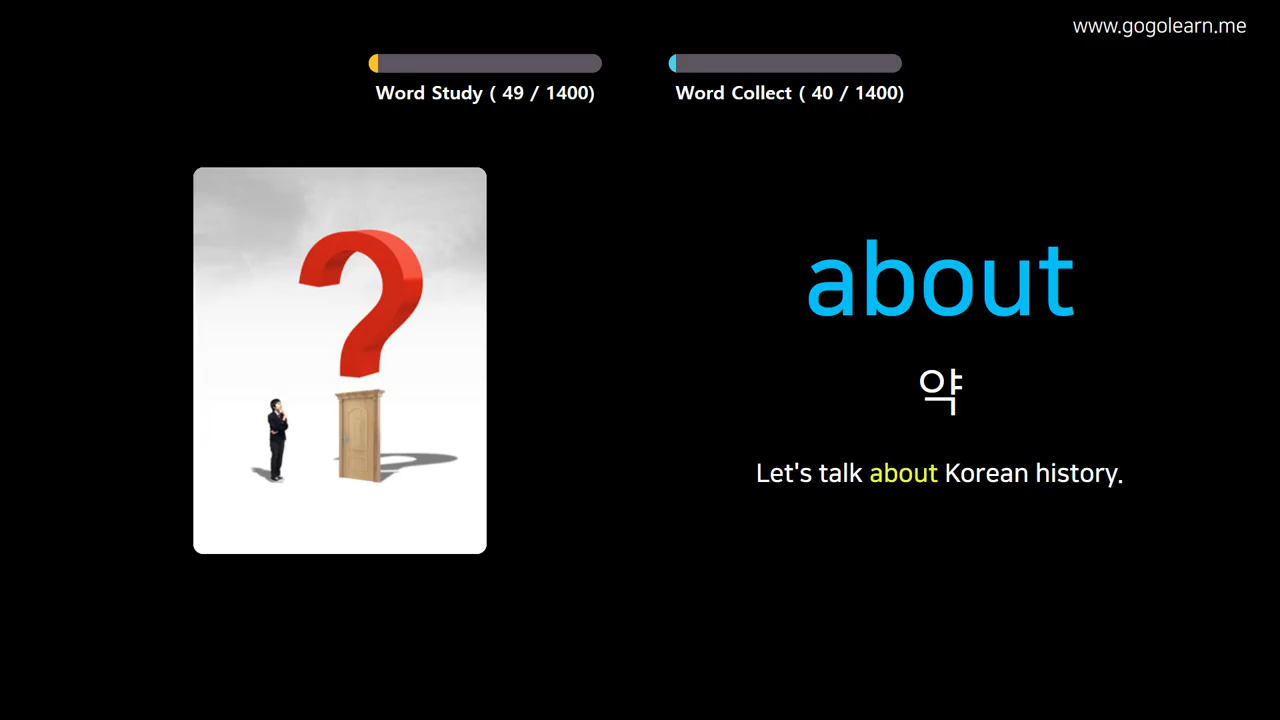 www.gogolearn.me
Word Study ( 49 / 1400)
Word Collect ( 40 / 1400)
about
약
Let's talk about Korean history.